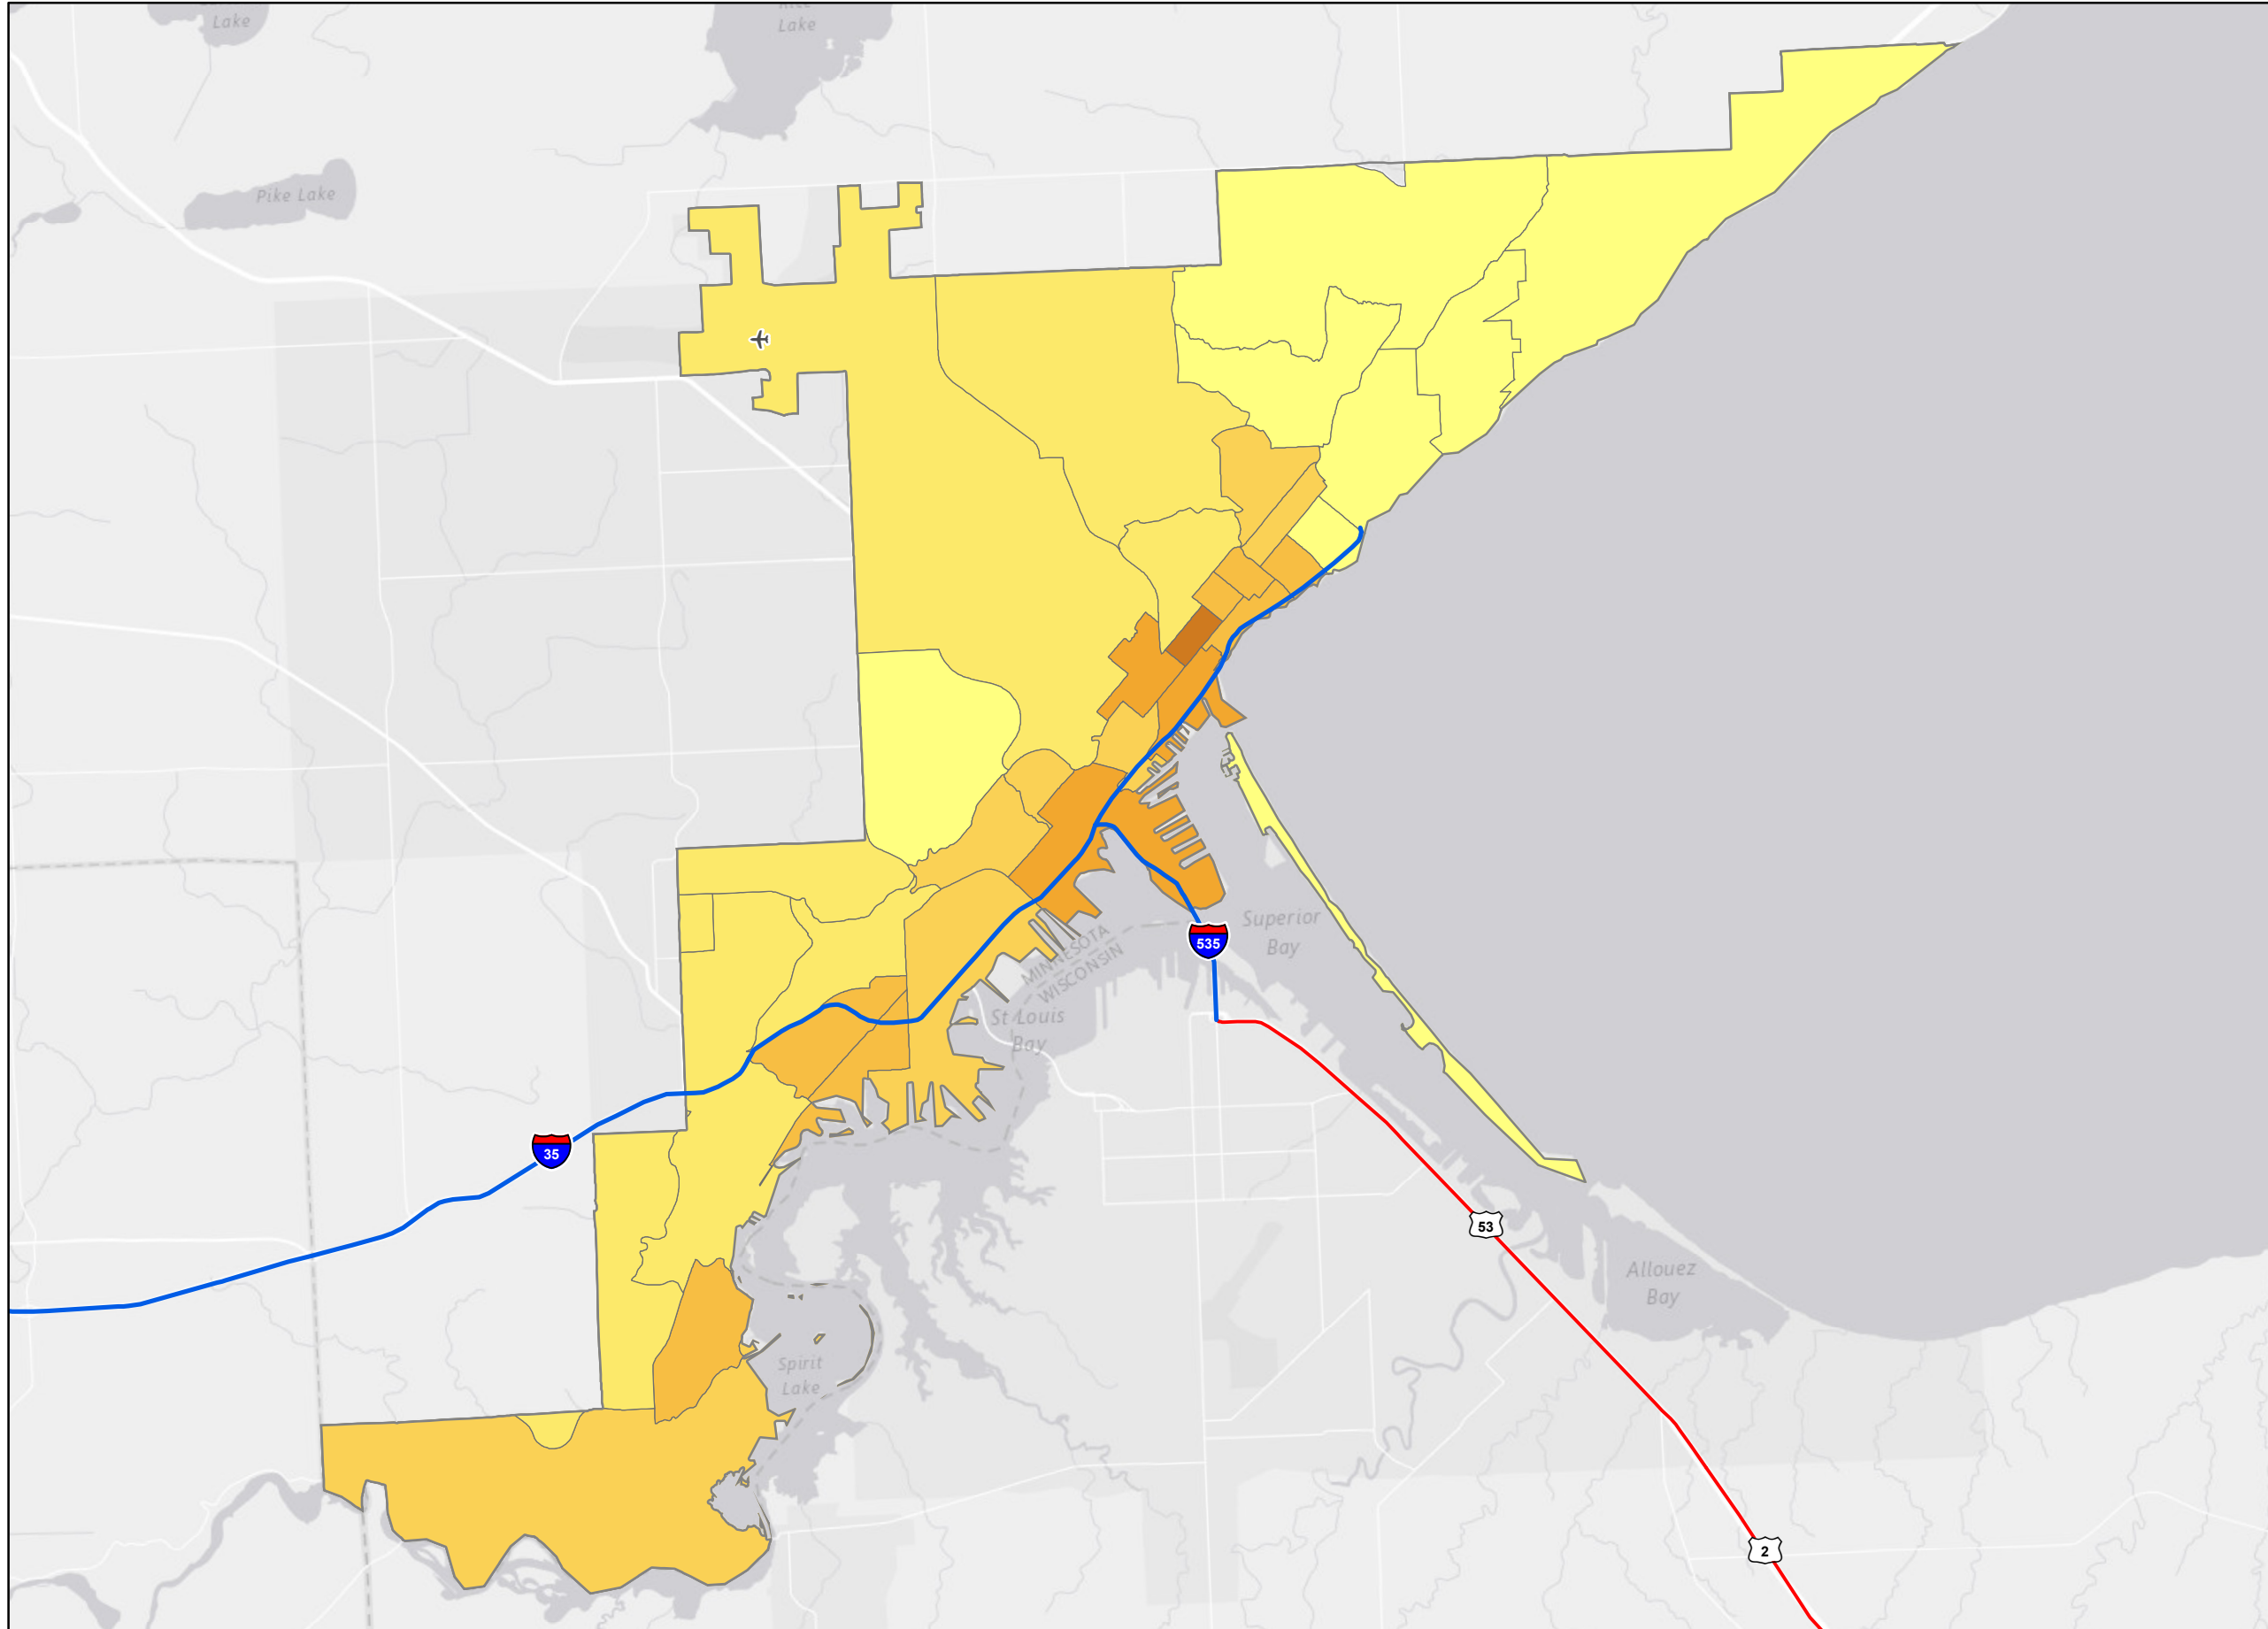 Lake
Lake
Pike Lake
MINNESOTA
WISCONSIN
535
Superior
Bay
St Louis
Bay
35
53
Allouez
Bay
Spirit
Lake
2